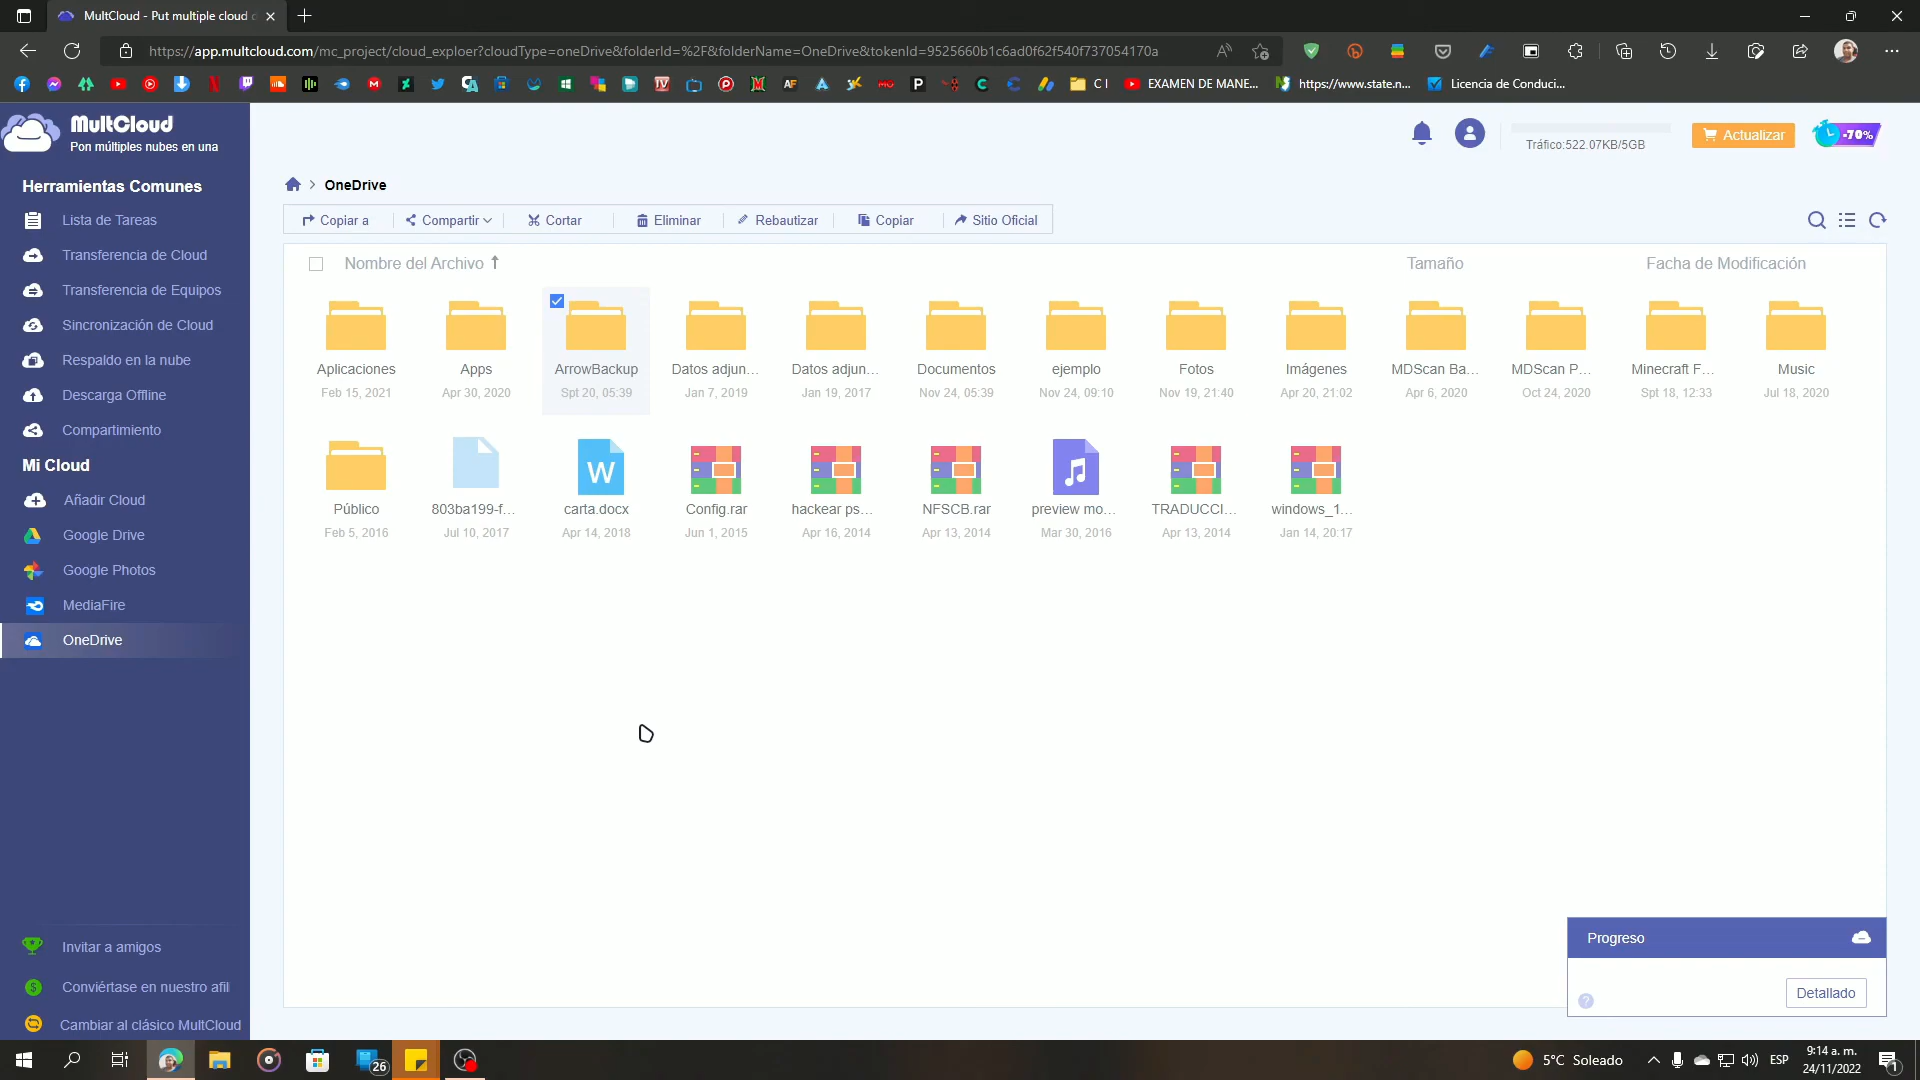 MultCloud - Put multiple cloud d
https://app.multcloud.com/mc_project/cloud_exploer?cloudType=oneDrive&folderId=%2F&folderName=OneDrive&tokenId=9525660b1c6ad0f62f540f737054170a
C I
EXAMEN DE MANE...
https://www.state.n...
Licencia de Conduci...
MultCloud
Pon múltiples nubes en una
Tráfico:522.07KB/5GB
Actualizar
-70%
Herramientas Comunes
Lista de Tareas
Transferencia de Cloud
Transferencia de Equipos
Sincronización de Cloud
Respaldo en la nube
Descarga Offline
Compartimiento
Mi Cloud
Añadir Cloud
Google Drive
Google Photos
MediaFire
OneDrive
Invitar a amigos
Conviértase en nuestro afil
Cambiar al clásico MultCloud
OneDrive
Copiar a
Compartir
Cortar
Eliminar
Rebautizar
Copiar
Sitio Oficial
Nombre del Archivo
Tamaño
Facha de Modificación
Aplicaciones
Feb 15, 2021
Apps
Apr 30, 2020
ArrowBackup
Spt 20, 05:39
Datos adjun...
Jan 7, 2019
Datos adjun...
Jan 19, 2017
Documentos
Nov 24, 05:39
ejemplo
Nov 24, 09:10
Fotos
Nov 19, 21:40
Imágenes
Apr 20, 21:02
MDScan Ba...
Apr 6, 2020
MDScan P...
Oct 24, 2020
Minecraft F...
Spt 18, 12:33
Music
Jul 18, 2020
Público
Feb 5, 2016
803ba199-f...
Jul 10, 2017
W
carta.docx
Apr 14, 2018
Config.rar
Jun 1, 2015
hackear ps...
Apr 16, 2014
NFSCB.rar
Apr 13, 2014
preview mo...
Mar 30, 2016
TRADUCCI...
Apr 13, 2014
windows_1...
Jan 14, 20:17
Progreso
Detallado
26
5°C Soleado
ESP
9:14 a. m.
24/11/2022
1